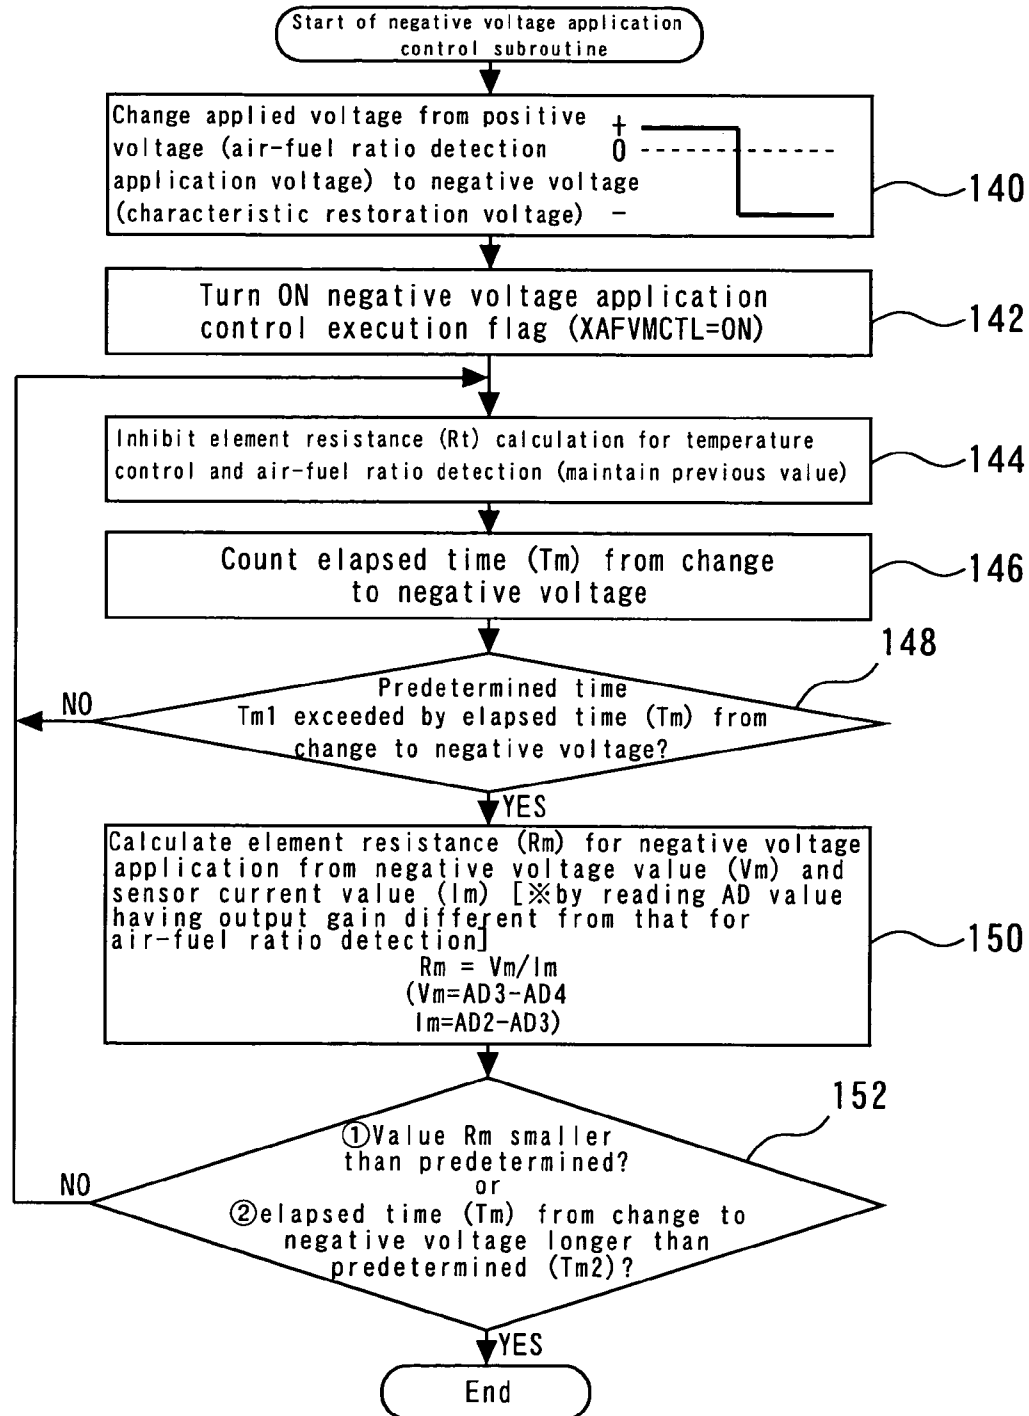 Start of negative voltage application
control subroutine
Change applied voltage from positive
voltage (air-fuel ratio detection
application voltage) to negative voltage
(characteristic restoration voltage)
+
0
−
140
Turn ON negative voltage application
control execution flag (XAFVMCTL=ON)
142
Inhibit element resistance (Rt) calculation for temperature
control and air-fuel ratio detection (maintain previous value)
144
Count elapsed time (Tm) from change
to negative voltage
146
148
Predetermined time
Tm1 exceeded by elapsed time (Tm) from
change to negative voltage?
NO
YES
Calculate element resistance (Rm) for negative voltage
application from negative voltage value (Vm) and
sensor current value (Im) [※by reading AD value
having output gain different from that for
air-fuel ratio detection]
Rm = Vm/Im
(Vm=AD3-AD4
Im=AD2-AD3)
150
152
①Value Rm smaller
than predetermined?
or
②elapsed time (Tm) from change to
negative voltage longer than
predetermined (Tm2)?
NO
YES
End